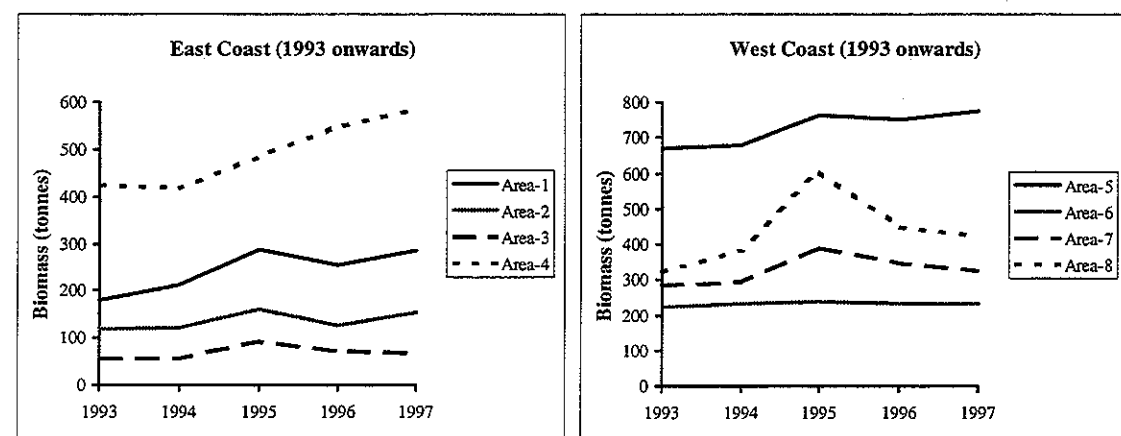 East Coast (1993 onwards)
Biomass (tonnes)
600
500
400
300
200
100
0
1993 1994 1995 1996 1997
Area-1
Area-2
Area-3
Area-4
West Coast (1993 onwards)
Biomass (tonnes)
800
700
600
500
400
300
200
100
0
1993 1994 1995 1996 1997
Area-5
Area-6
Area-7
Area-8